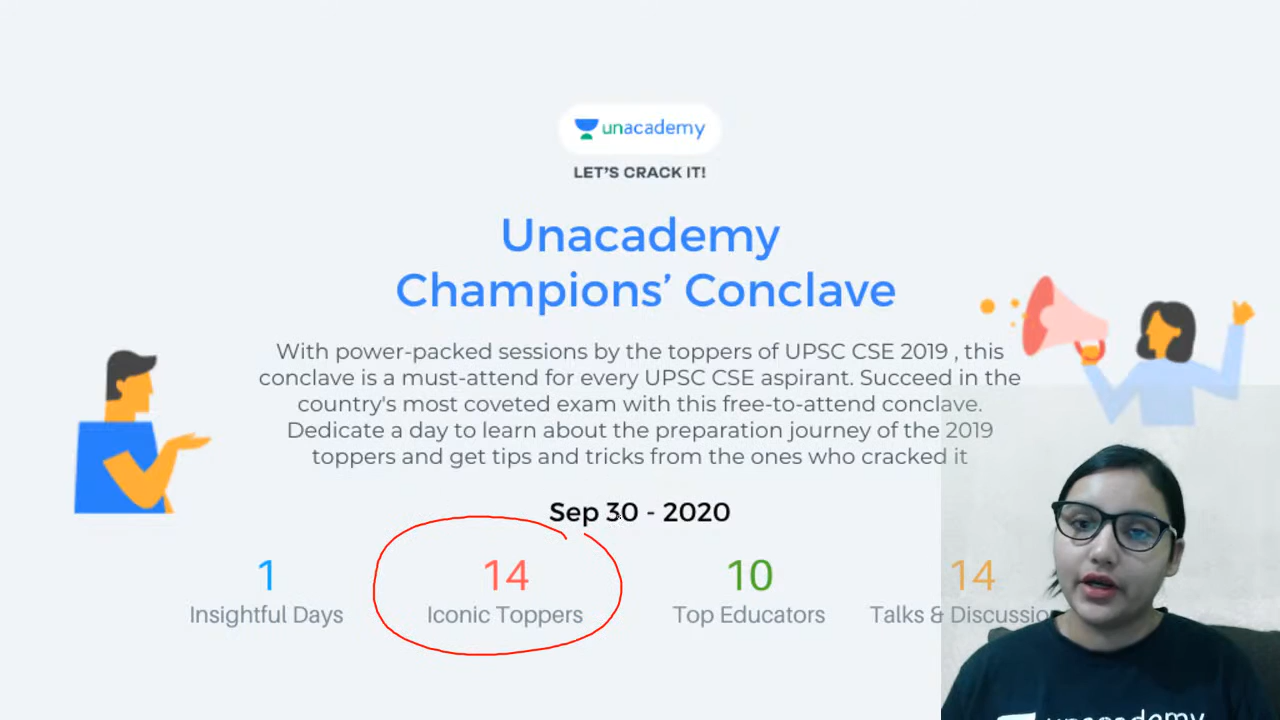 unacademy
LET'S CRACK IT!
Unacademy
Champions' Conclave
With power-packed sessions by the toppers of UPSC CSE 2019 , this
conclave is a must-attend for every UPSC CSE aspirant. Succeed in the
country's most coveted exam with this free-to-attend conclave.
Dedicate a day to learn about the preparation journey of the 2019
toppers and get tips and tricks from the ones who cracked it
Sep 30 - 2020
1
Insightful Days
14
Iconic Toppers
10
Top Educators
14
Talks &
unacademy